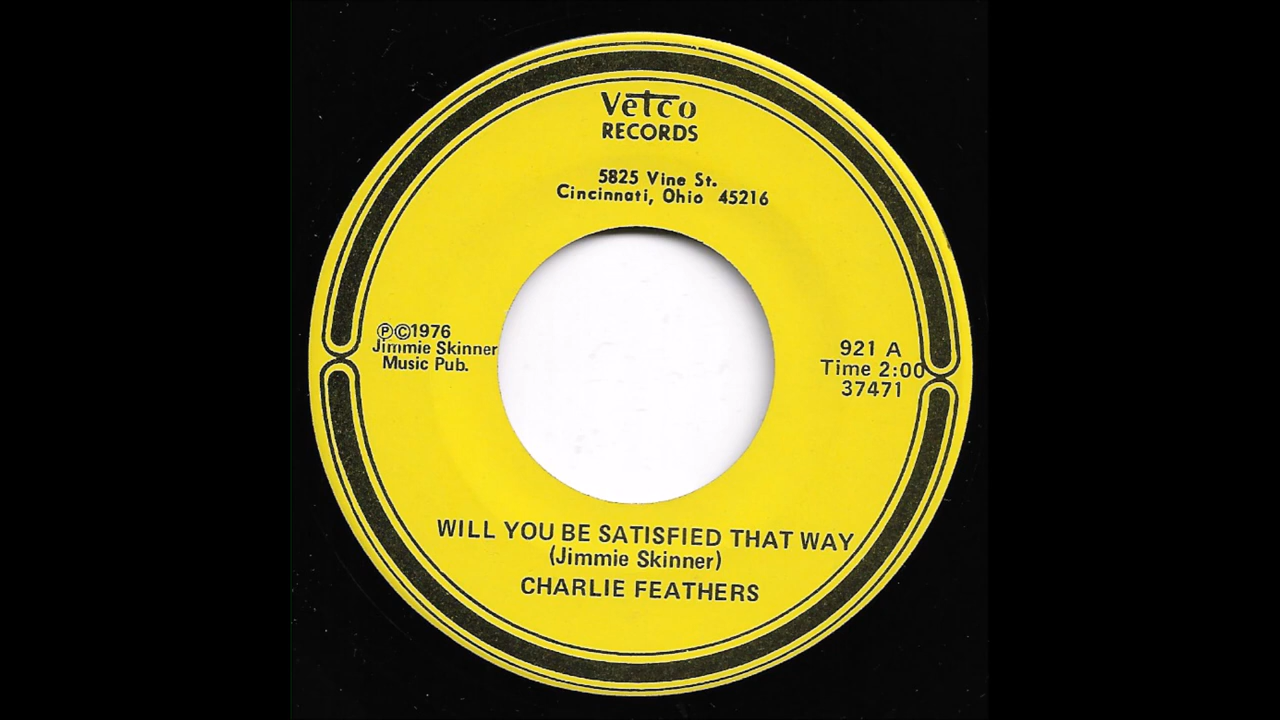 Vetco
RECORDS
5825 Vine St.
Cincinnati, Ohio 45216
ⓅⒸ1976
Jimmie Skinner
Music Pub.
921 A
Time 2:00
37471
WILL YOU BE SATISFIED THAT WAY
(Jimmie Skinner)
CHARLIE FEATHERS